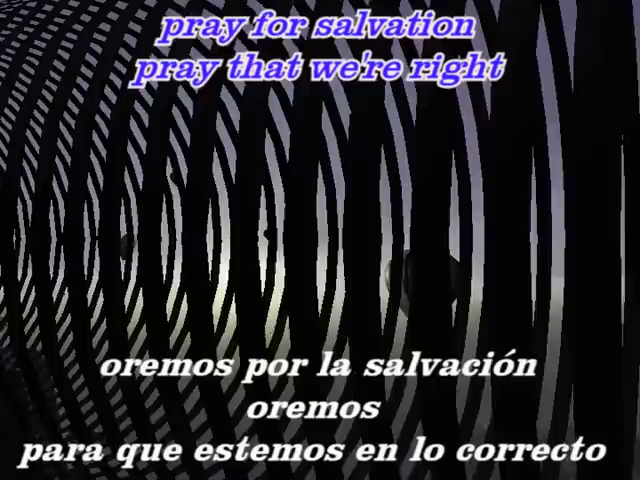 pray for salvation
pray that we're right
oremos por la salvación
oremos
para que estemos en lo correcto